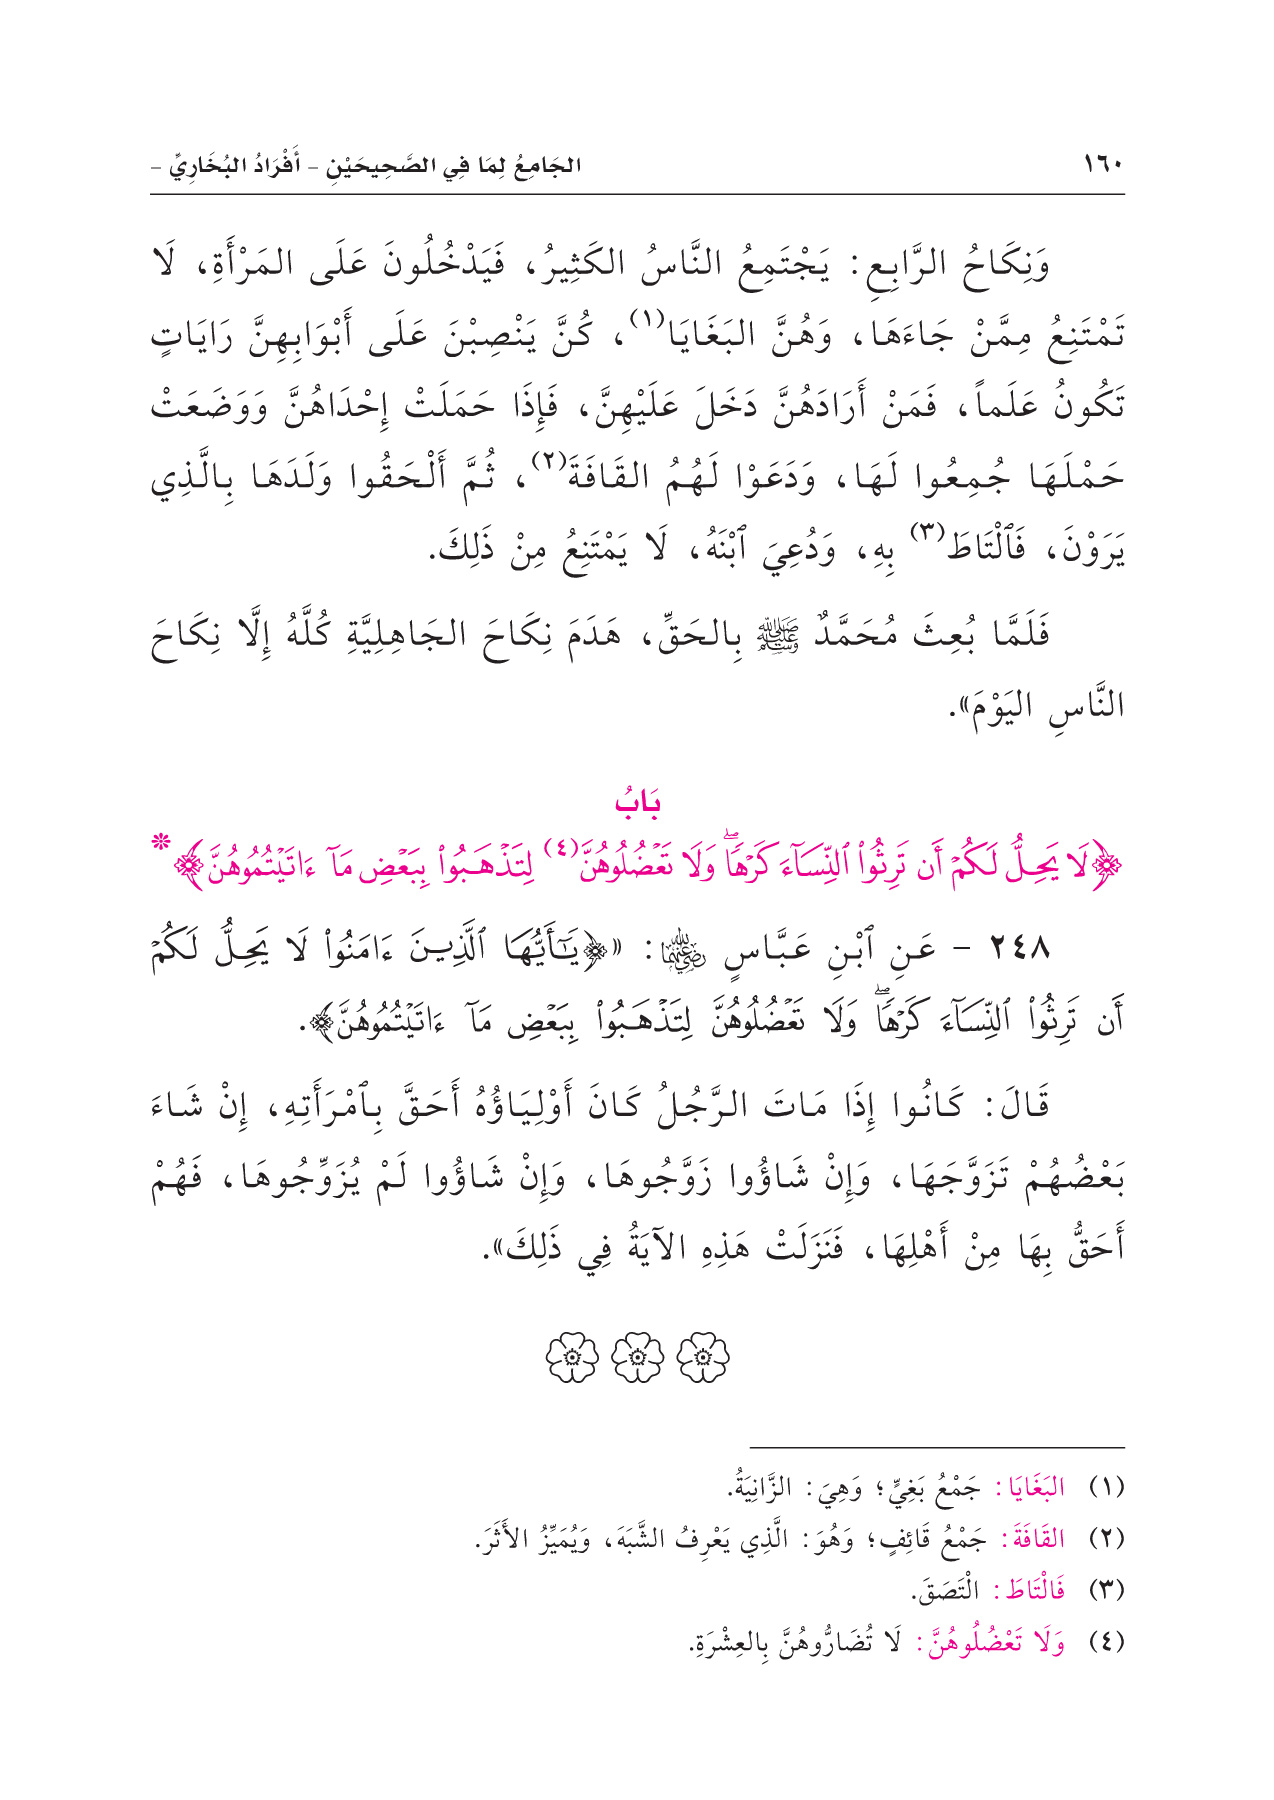 ١٦٠ الجَامِعُ لِمَا فِي الصَّحِيحَيْنِ - أَفْرَادُ البُخَارِيِّ -
وَنِكَاحُ الرَّابِعِ: يَجْتَمِعُ النَّاسُ الكَثِيرُ، فَيَدْخُلُونَ عَلَى المَرْأَةِ، لَا
تَمْتَنِعُ مِمَّنْ جَاءَهَا، وَهُنَّ البَغَايَا(١)، كُنَّ يَنْصِبْنَ عَلَى أَبْوَابِهِنَّ رَايَاتٍ
تَكُونُ عَلَماً، فَمَنْ أَرَادَهُنَّ دَخَلَ عَلَيْهِنَّ، فَإِذَا حَمَلَتْ إِحْدَاهُنَّ وَوَضَعَتْ
حَمْلَهَا جُمِعُوا لَهَا، وَدَعَوْا لَهُمُ القَافَةَ(٢)، ثُمَّ أَلْحَقُوا وَلَدَهَا بِالَّذِي
يَرَوْنَ، فَٱلْتَاطَ(٣) بِهِ، وَدُعِيَ ٱبْنَهُ، لَا يَمْتَنِعُ مِنْ ذَلِكَ.
فَلَمَّا بُعِثَ مُحَمَّدٌ ﷺ بِالحَقِّ، هَدَمَ نِكَاحَ الجَاهِلِيَّةِ كُلَّهُ إِلَّا نِكَاحَ
النَّاسِ اليَوْمَ».
بَابُ
﴿لَا يَحِلُّ لَكُمْ أَن تَرِثُوا۟ ٱلنِّسَآءَ كَرْهًاۖ وَلَا تَعْضُلُوهُنَّ(٤) لِتَذْهَبُوا۟ بِبَعْضِ مَآ ءَاتَيْتُمُوهُنَّ﴾*
٢٤٨ - عَنِ ٱبْنِ عَبَّاسٍ رضي الله عنهما: «﴿يَـٰٓأَيُّهَا ٱلَّذِينَ ءَامَنُوا۟ لَا يَحِلُّ لَكُمْ
أَن تَرِثُوا۟ ٱلنِّسَآءَ كَرْهًاۖ وَلَا تَعْضُلُوهُنَّ لِتَذْهَبُوا۟ بِبَعْضِ مَآ ءَاتَيْتُمُوهُنَّ﴾.
قَالَ: كَانُوا إِذَا مَاتَ الرَّجُلُ كَانَ أَوْلِيَاؤُهُ أَحَقَّ بِٱمْرَأَتِهِ، إِنْ شَاءَ
بَعْضُهُمْ تَزَوَّجَهَا، وَإِنْ شَاؤُوا زَوَّجُوهَا، وَإِنْ شَاؤُوا لَمْ يُزَوِّجُوهَا، فَهُمْ
أَحَقُّ بِهَا مِنْ أَهْلِهَا، فَنَزَلَتْ هَذِهِ الآيَةُ فِي ذَلِكَ».
(١) البَغَايَا: جَمْعُ بَغِيٍّ؛ وَهِيَ: الزَّانِيَةُ.
(٢) القَافَةَ: جَمْعُ قَائِفٍ؛ وَهُوَ: الَّذِي يَعْرِفُ الشَّبَهَ، وَيُمَيِّزُ الأَثَرَ.
(٣) فَالْتَاطَ: الْتَصَقَ.
(٤) وَلَا تَعْضُلُوهُنَّ: لَا تُضَارُّوهُنَّ بِالعِشْرَةِ.